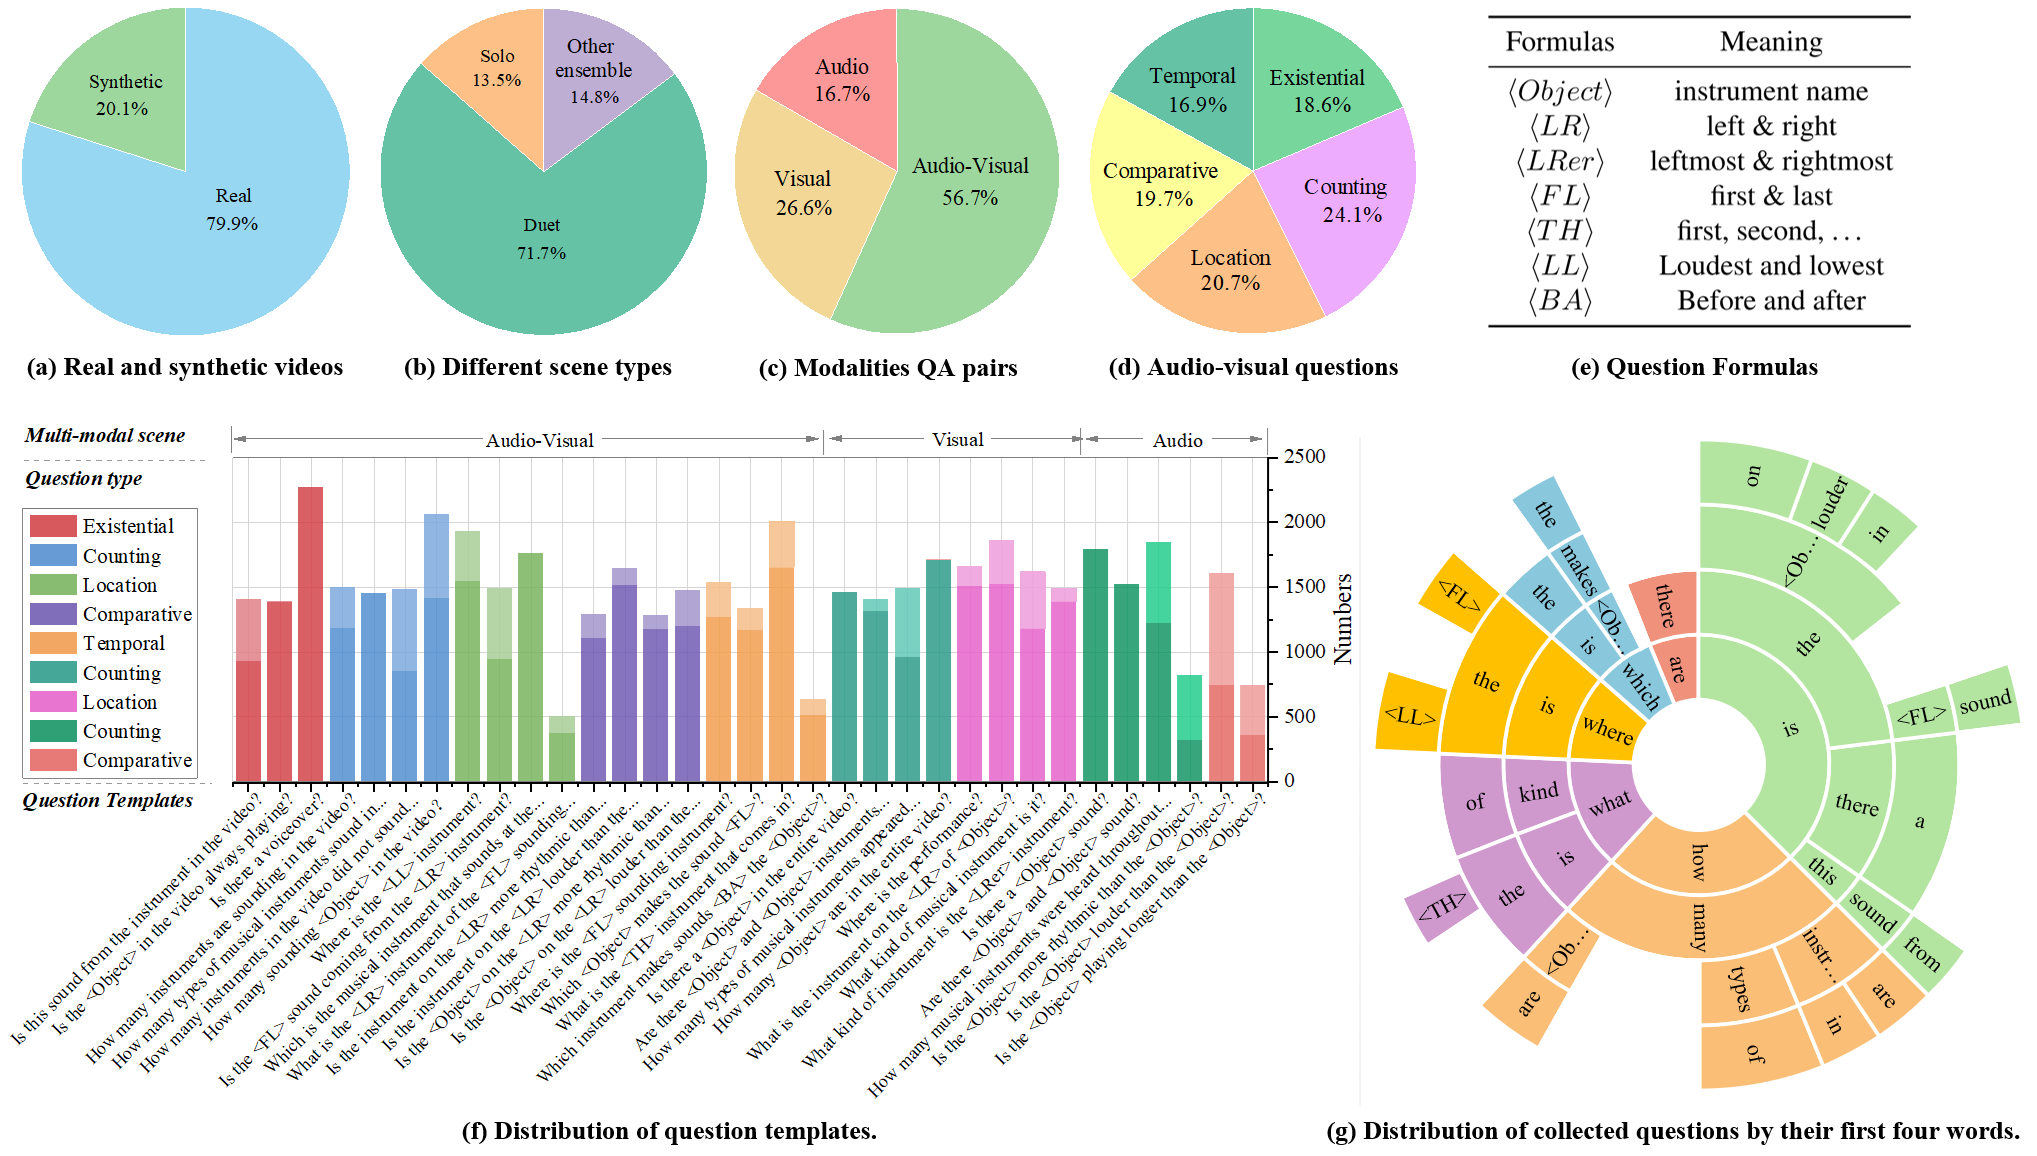 Synthetic
20.1%
Real
79.9%
(a) Real and synthetic videos
Solo
13.5%
Other
ensemble
14.8%
Duet
71.7%
(b) Different scene types
Audio
16.7%
Visual
26.6%
Audio-Visual
56.7%
(c) Modalities QA pairs
Temporal
16.9%
Existential
18.6%
Comparative
19.7%
Counting
24.1%
Location
20.7%
(d) Audio-visual questions
Formulas Meaning
⟨Object⟩ instrument name
⟨LR⟩ left & right
⟨LRer⟩ leftmost & rightmost
⟨FL⟩ first & last
⟨TH⟩ first, second, …
⟨LL⟩ Loudest and lowest
⟨BA⟩ Before and after
(e) Question Formulas
Multi-modal scene
Question type
Existential
Counting
Location
Comparative
Temporal
Counting
Location
Counting
Comparative
Question Templates
Audio-Visual
Visual
Audio
2500
2000
1500
1000
500
0
Numbers
Is this sound from the instrument in the video?
Is the <Object> in the video always playing?
Is there a voiceover?
How many instruments are sounding in the video?
How many types of musical instruments sound in...
How many instruments in the video did not sound...
How many sounding <Object> in the video?
Where is the <LL> instrument?
Is the <FL> sound coming from the <LR> instrument?
Which is the musical instrument that sounds at the...
What is the <LR> instrument of the <FL> sounding...
Is the instrument on the <LR> more rhythmic than...
Is the instrument on the <LR> louder than the...
Is the <Object> on the <LR> more rhythmic than...
Is the <Object> on the <LR> louder than the...
Where is the <FL> sounding instrument?
Which <Object> makes the sound <FL>?
What is the <TH> instrument that comes in?
Which instrument makes sounds <BA> the <Object>?
Is there a <Object> in the entire video?
Are there <Object> and <Object> instruments...
How many types of musical instruments appeared...
How many <Object> are in the entire video?
Where is the performance?
What is the instrument on the <LR> of <Object>?
What kind of musical instrument is it?
What kind of instrument is the <LRer> instrument?
Is there a <Object> sound?
Are there <Object> and <Object> sound?
How many musical instruments were heard throughout...
Is the <Object> more rhythmic than the <Object>?
Is the <Object> louder than the <Object>?
Is the <Object> playing longer than the <Object>?
(f) Distribution of question templates.
is
the
<Ob...
on
louder
in
<FL>
sound
there
a
this
sound
from
how
many
instr...
are
in
types
of
<Ob...
are
what
is
the
<TH>
kind
of
where
is
the
<LL>
<FL>
which
is
the
<Ob...
makes
the
are
there
(g) Distribution of collected questions by their first four words.